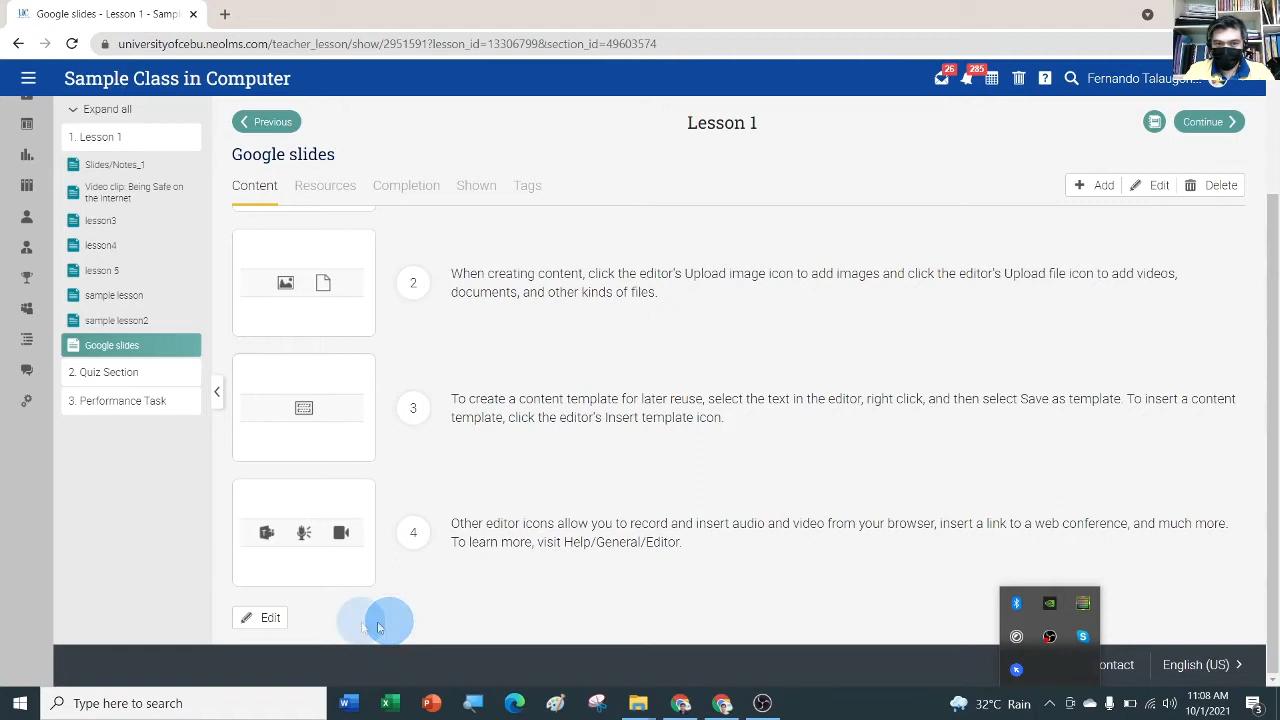 Google slides - Lesson 1 - Sampl
universityofcebu.neolms.com/teacher_lesson/show/2951591?lesson_id=13306799&section_id=49603574
Sample Class in Computer
26
285
Fernando Talaugon
Expand all
1. Lesson 1
Slides/Notes_1
Video clip: Being Safe on
the Internet
lesson3
lesson4
lesson 5
sample lesson
sample lesson2
Google slides
2. Quiz Section
3. Performance Task
Previous
Lesson 1
Continue
Google slides
Content
Resources
Completion
Shown
Tags
Add
Edit
Delete
2
When creating content, click the editor's Upload image icon to add images and click the editor's Upload file icon to add videos,
documents, and other kinds of files.
3
To create a content template for later reuse, select the text in the editor, right click, and then select Save as template. To insert a content
template, click the editor's Insert template icon.
4
Other editor icons allow you to record and insert audio and video from your browser, insert a link to a web conference, and much more.
To learn more, visit Help/General/Editor.
Edit
ontact
English (US)
Type here to search
32°C Rain
11:08 AM
10/1/2021
3